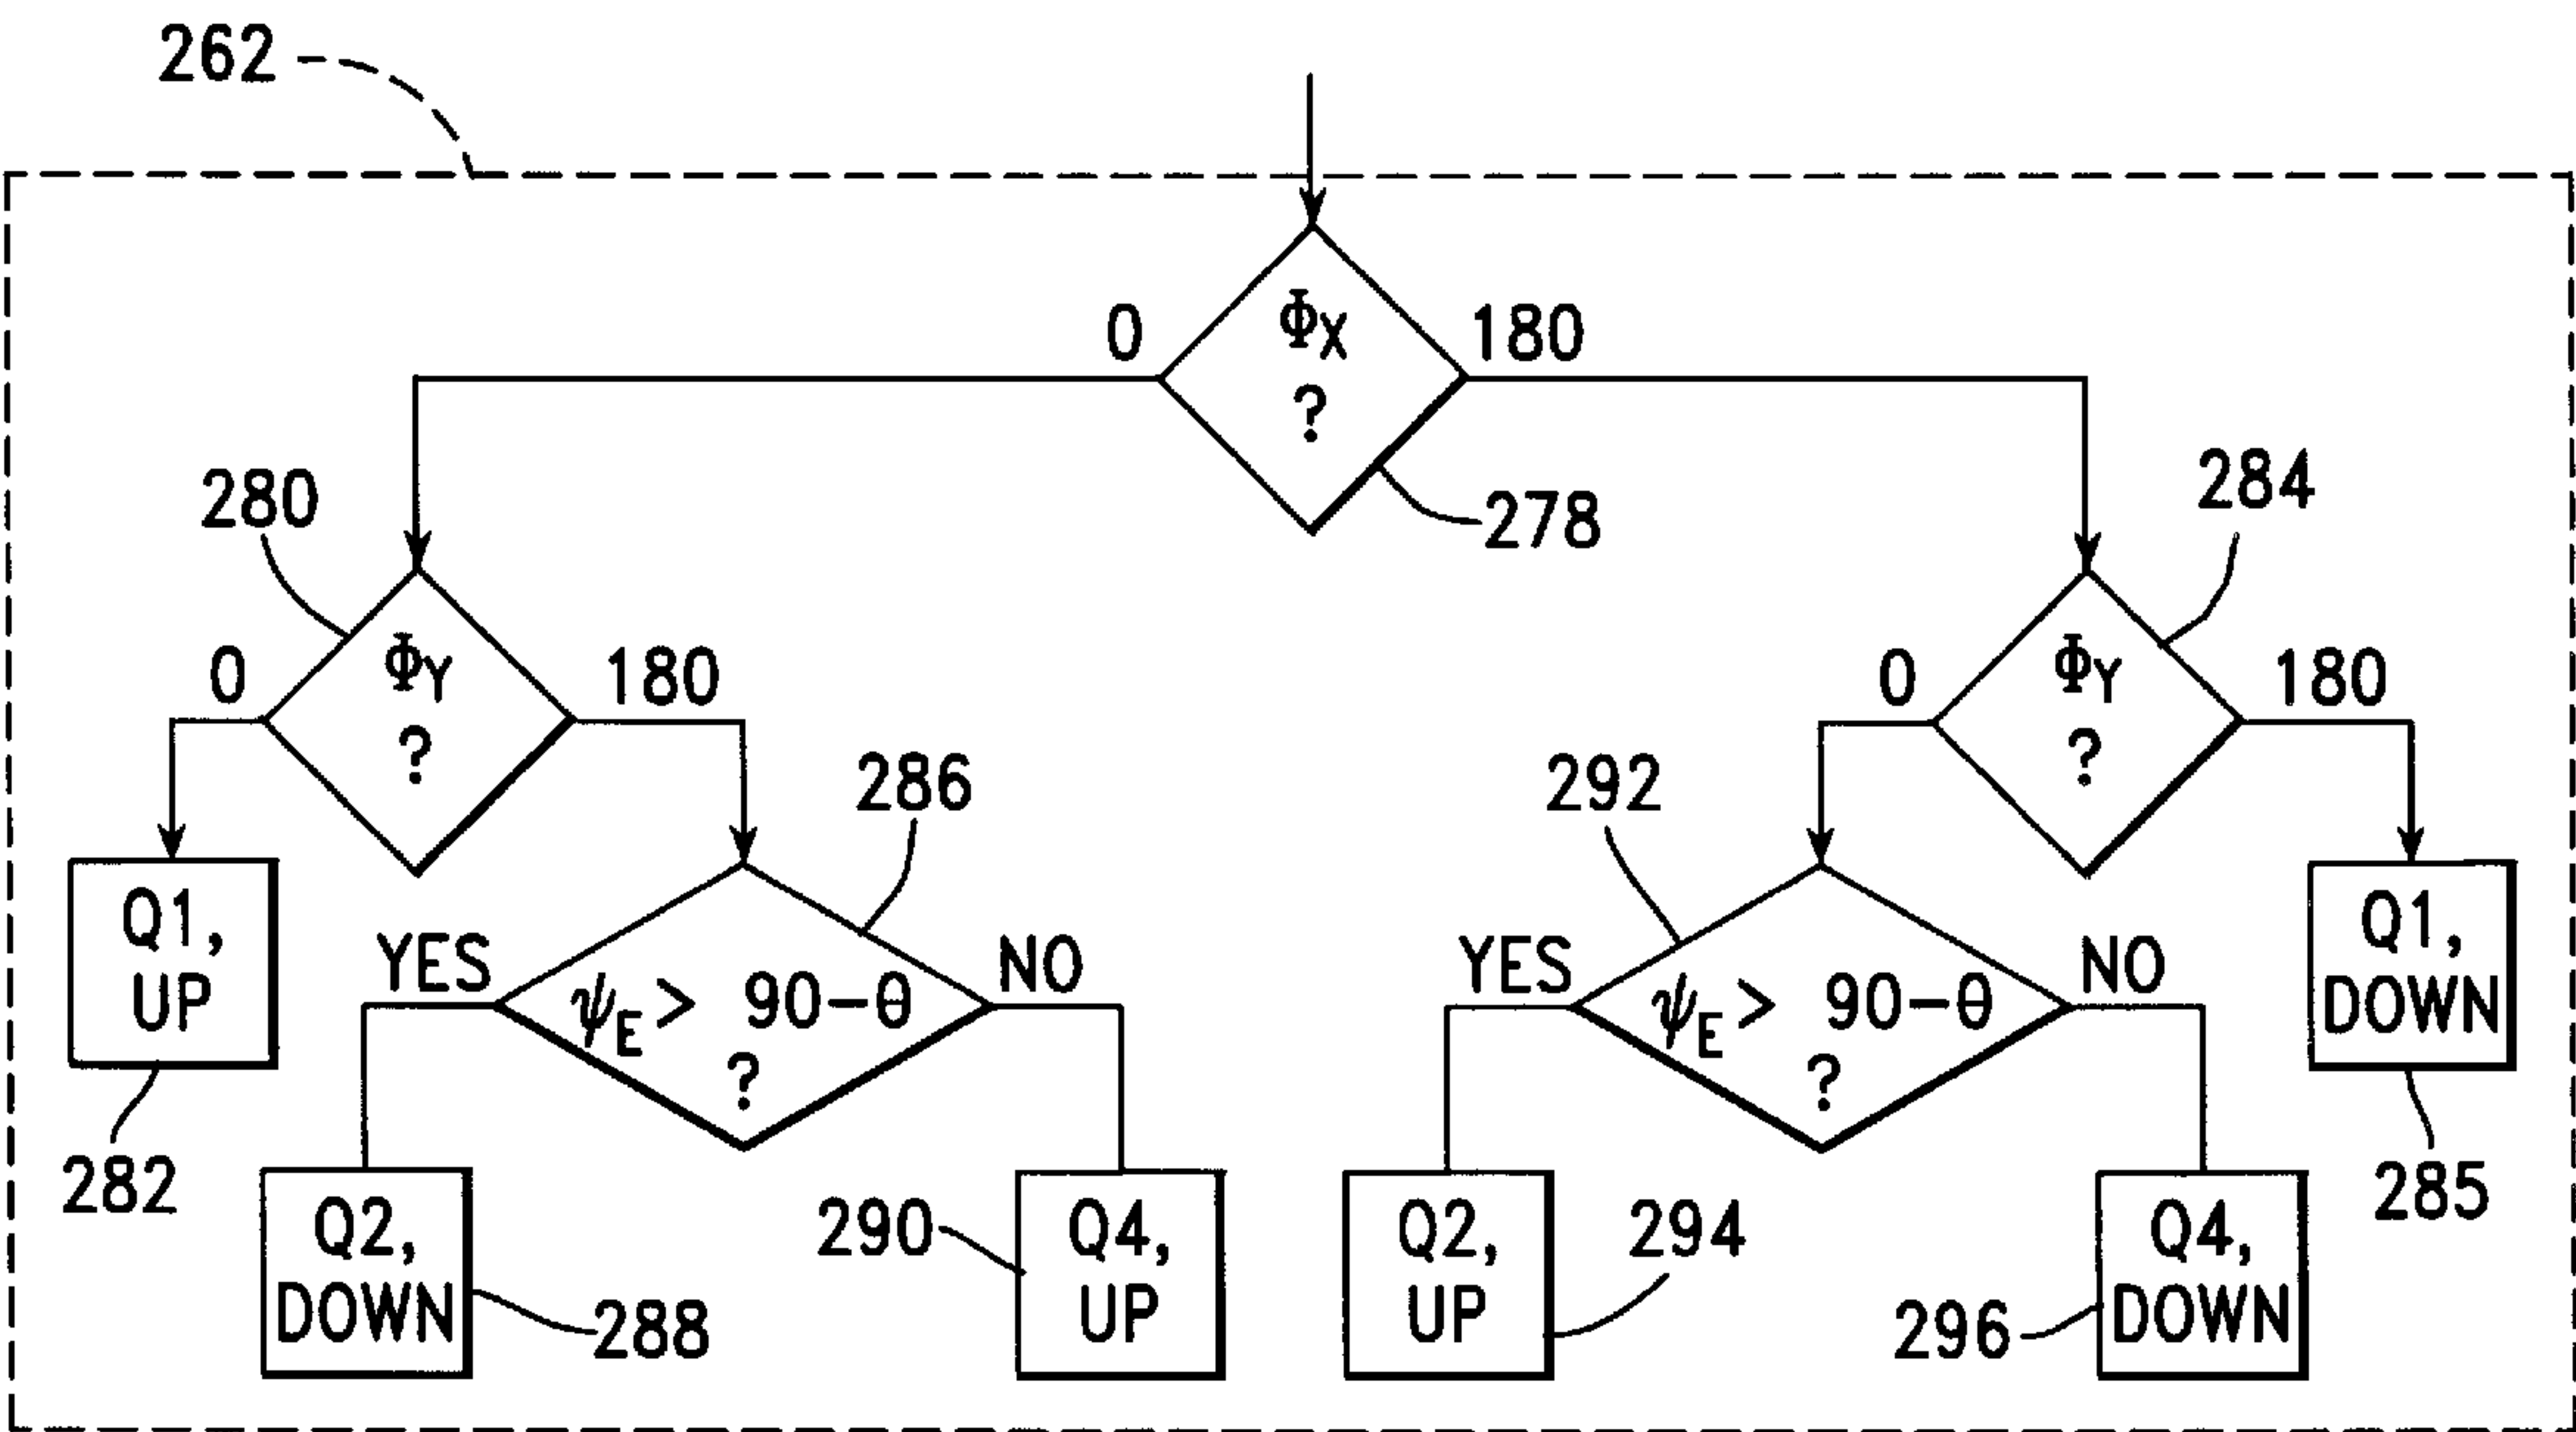 262
0
ΦX
?
180
278
280
0
ΦY
?
180
284
0
ΦY
?
180
286
292
Q1,
UP
282
YES
ψE> 90-θ
?
NO
YES
ψE> 90-θ
?
NO
Q1,
DOWN
285
Q2,
DOWN
288
290
Q4,
UP
Q2,
UP
294
296
Q4,
DOWN